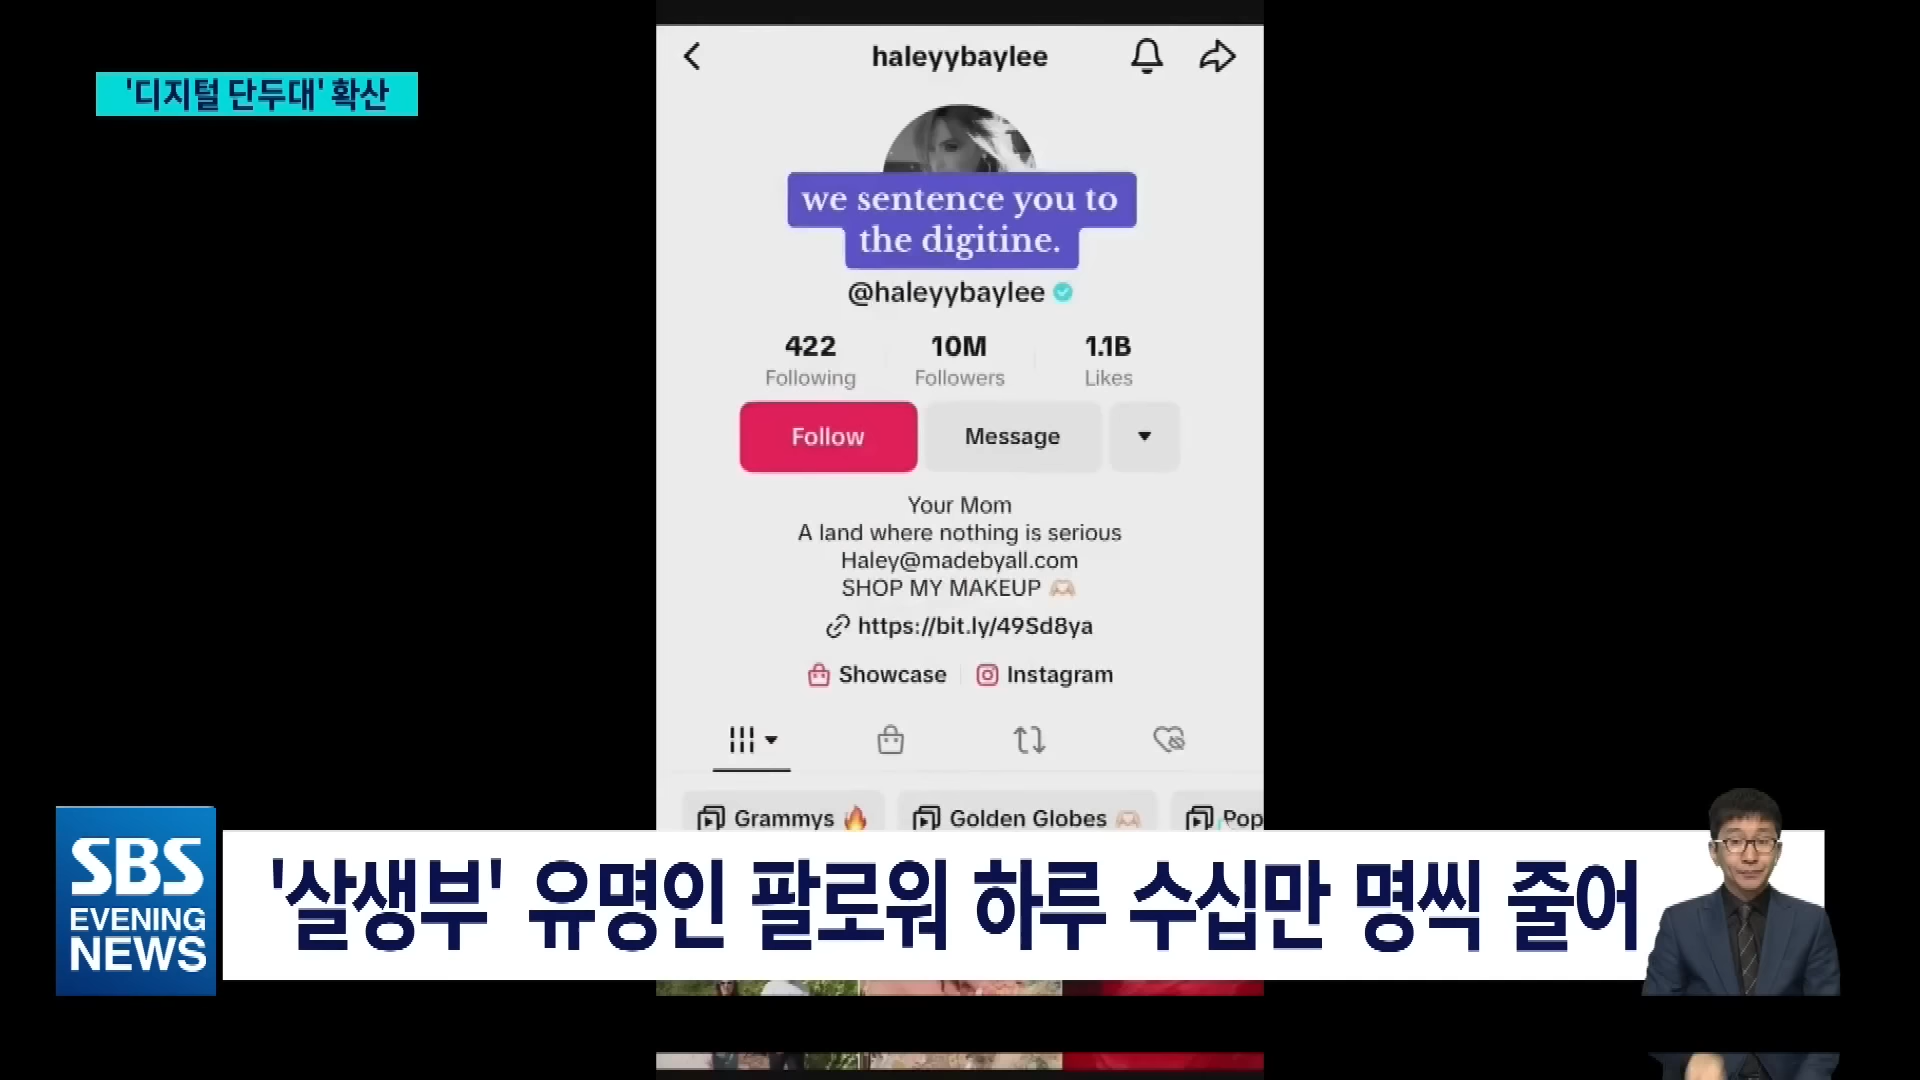 haleyybaylee
'디지털 단두대' 확산
we sentence you to
the digitine.
@haleyybaylee
422
Following
10M
Followers
1.1B
Likes
Follow
Message
Your Mom
A land where nothing is serious
Haley@madebyall.com
SHOP MY MAKEUP 🫶🏻
https://bit.ly/49Sd8ya
Showcase
Instagram
Grammys 🔥
Golden Globes 🫶🏻
Pop
SBS
EVENING
NEWS
'살생부' 유명인 팔로워 하루 수십만 명씩 줄어